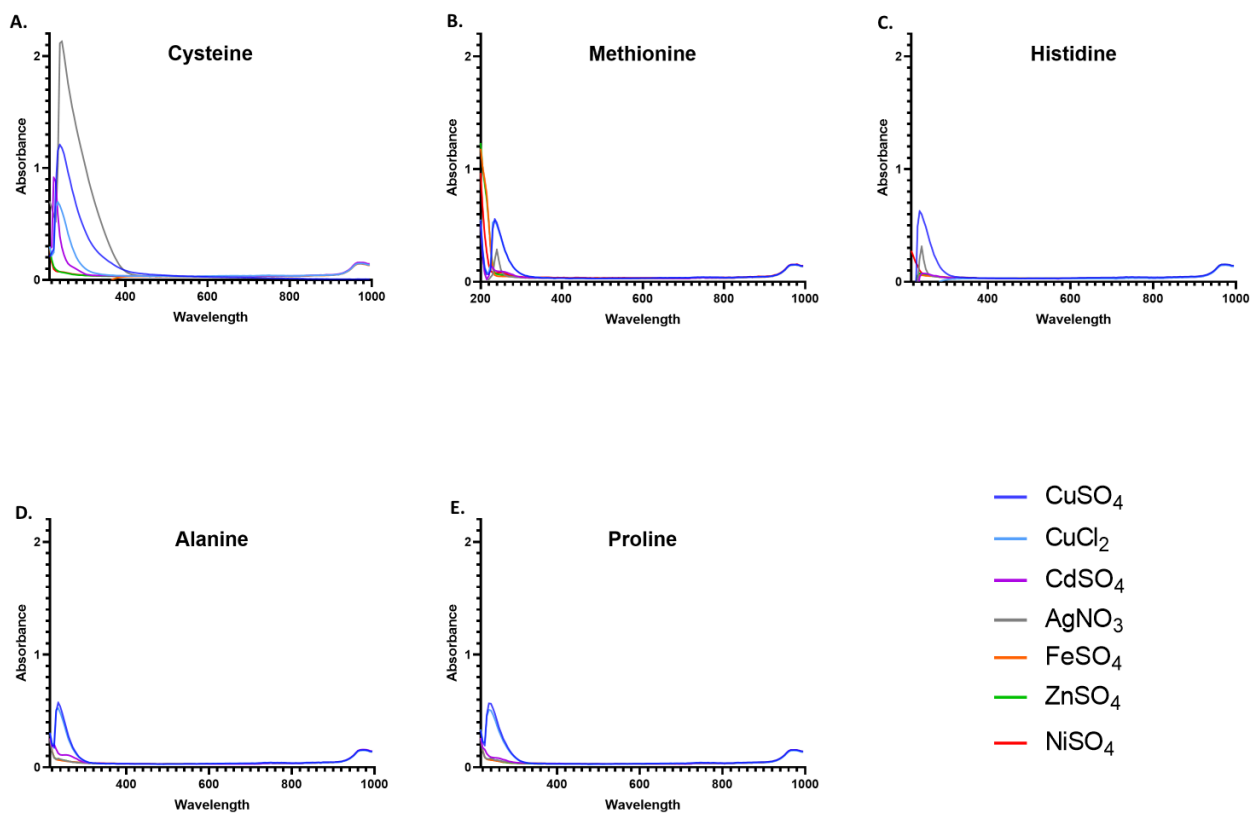 A.
Cysteine
2
1
0
Absorbance
400
600
800
1000
Wavelength
B.
Methionine
2
1
0
Absorbance
200
400
600
800
1000
Wavelength
C.
Histidine
2
1
0
Absorbance
400
600
800
1000
Wavelength
D.
Alanine
2
1
0
Absorbance
400
600
800
1000
Wavelength
E.
Proline
2
1
0
Absorbance
400
600
800
1000
Wavelength
CuSO4
CuCl2
CdSO4
AgNO3
FeSO4
ZnSO4
NiSO4